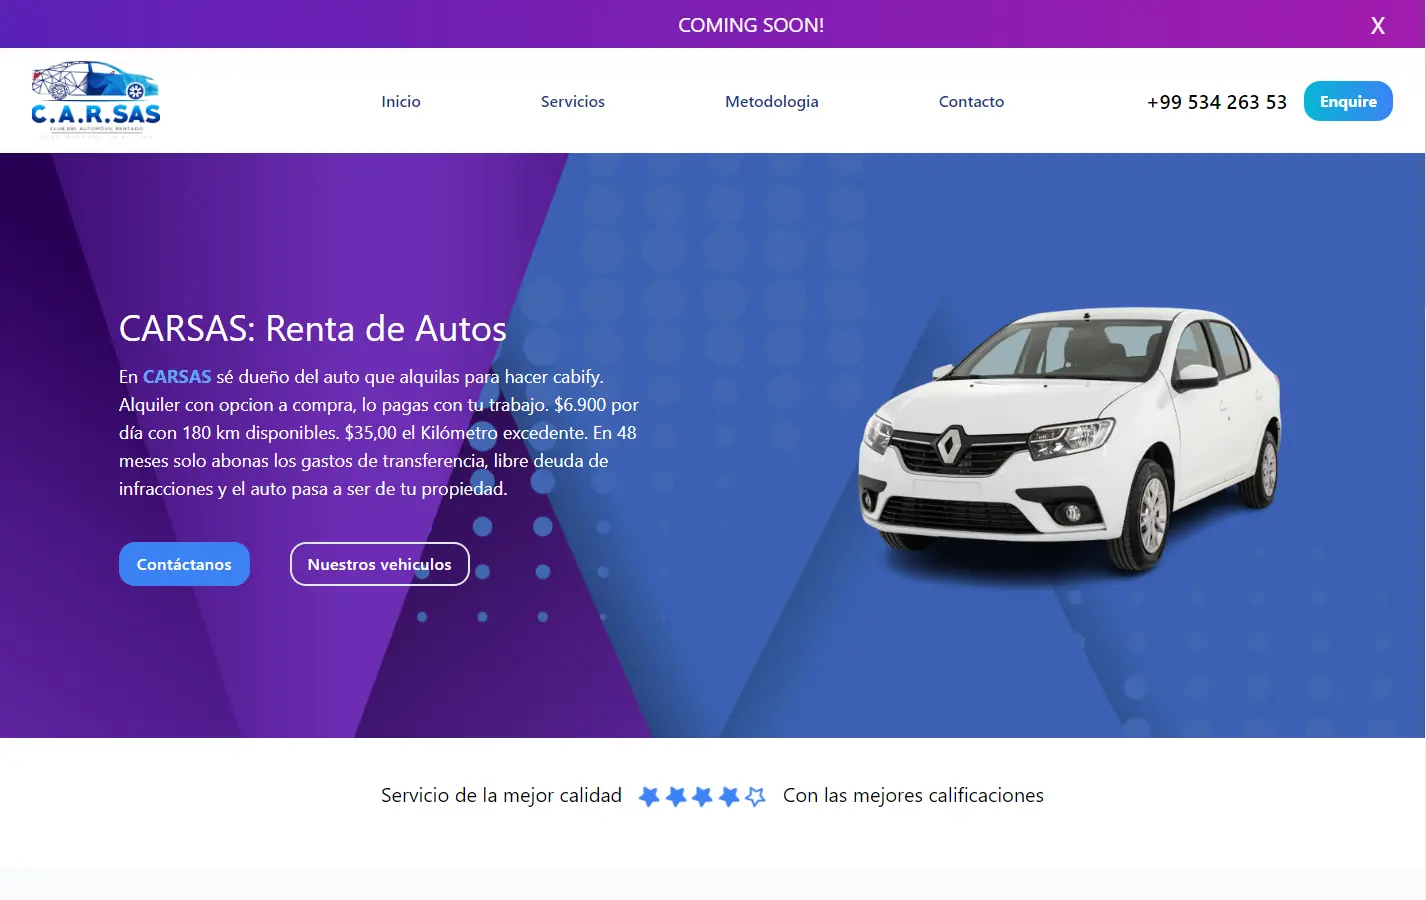 COMING SOON!
X
C.A.R.SAS
CLUB DEL AUTOMÓVIL RENTADO
Inicio
Servicios
Metodologia
Contacto
+99 534 263 53
Enquire
CARSAS: Renta de Autos
En CARSAS sé dueño del auto que alquilas para hacer cabify.
Alquiler con opcion a compra, lo pagas con tu trabajo. $6.900 por
día con 180 km disponibles. $35,00 el Kilómetro excedente. En 48
meses solo abonas los gastos de transferencia, libre deuda de
infracciones y el auto pasa a ser de tu propiedad.
Contáctanos
Nuestros vehiculos
Servicio de la mejor calidad
Con las mejores calificaciones